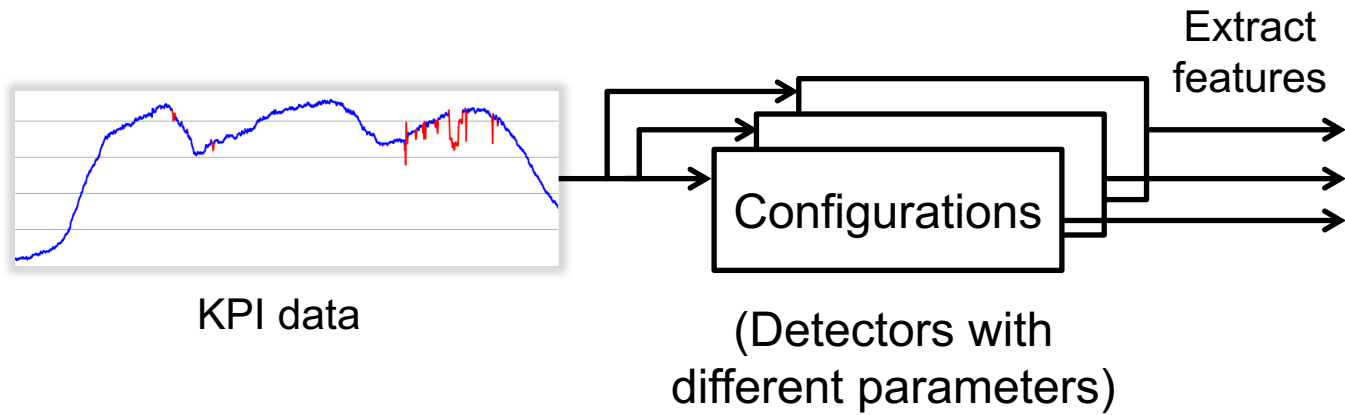 Extract
features
Configurations
KPI data
(Detectors with
different parameters)